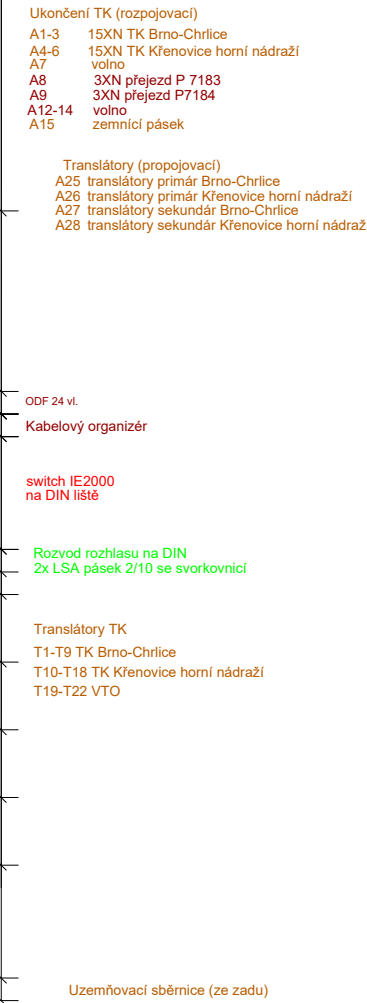 Ukončení TK (rozpojovací)
A1-3 15XN TK Brno-Chrlice
A4-6 15XN TK Křenovice horní nádraží
A7 volno
A8 3XN přejezd P 7183
A9 3XN přejezd P7184
A12-14 volno
A15 zemnící pásek
Translátory (propojovací)
A25 translátory primár Brno-Chrlice
A26 translátory primár Křenovice horní nádraží
A27 translátory sekundár Brno-Chrlice
A28 translátory sekundár Křenovice horní nádraž
ODF 24 vl.
Kabelový organizér
switch IE2000
na DIN liště
Rozvod rozhlasu na DIN
2x LSA pásek 2/10 se svorkovnicí
Translátory TK
T1-T9 TK Brno-Chrlice
T10-T18 TK Křenovice horní nádraží
T19-T22 VTO
Uzemňovací sběrnice (ze zadu)